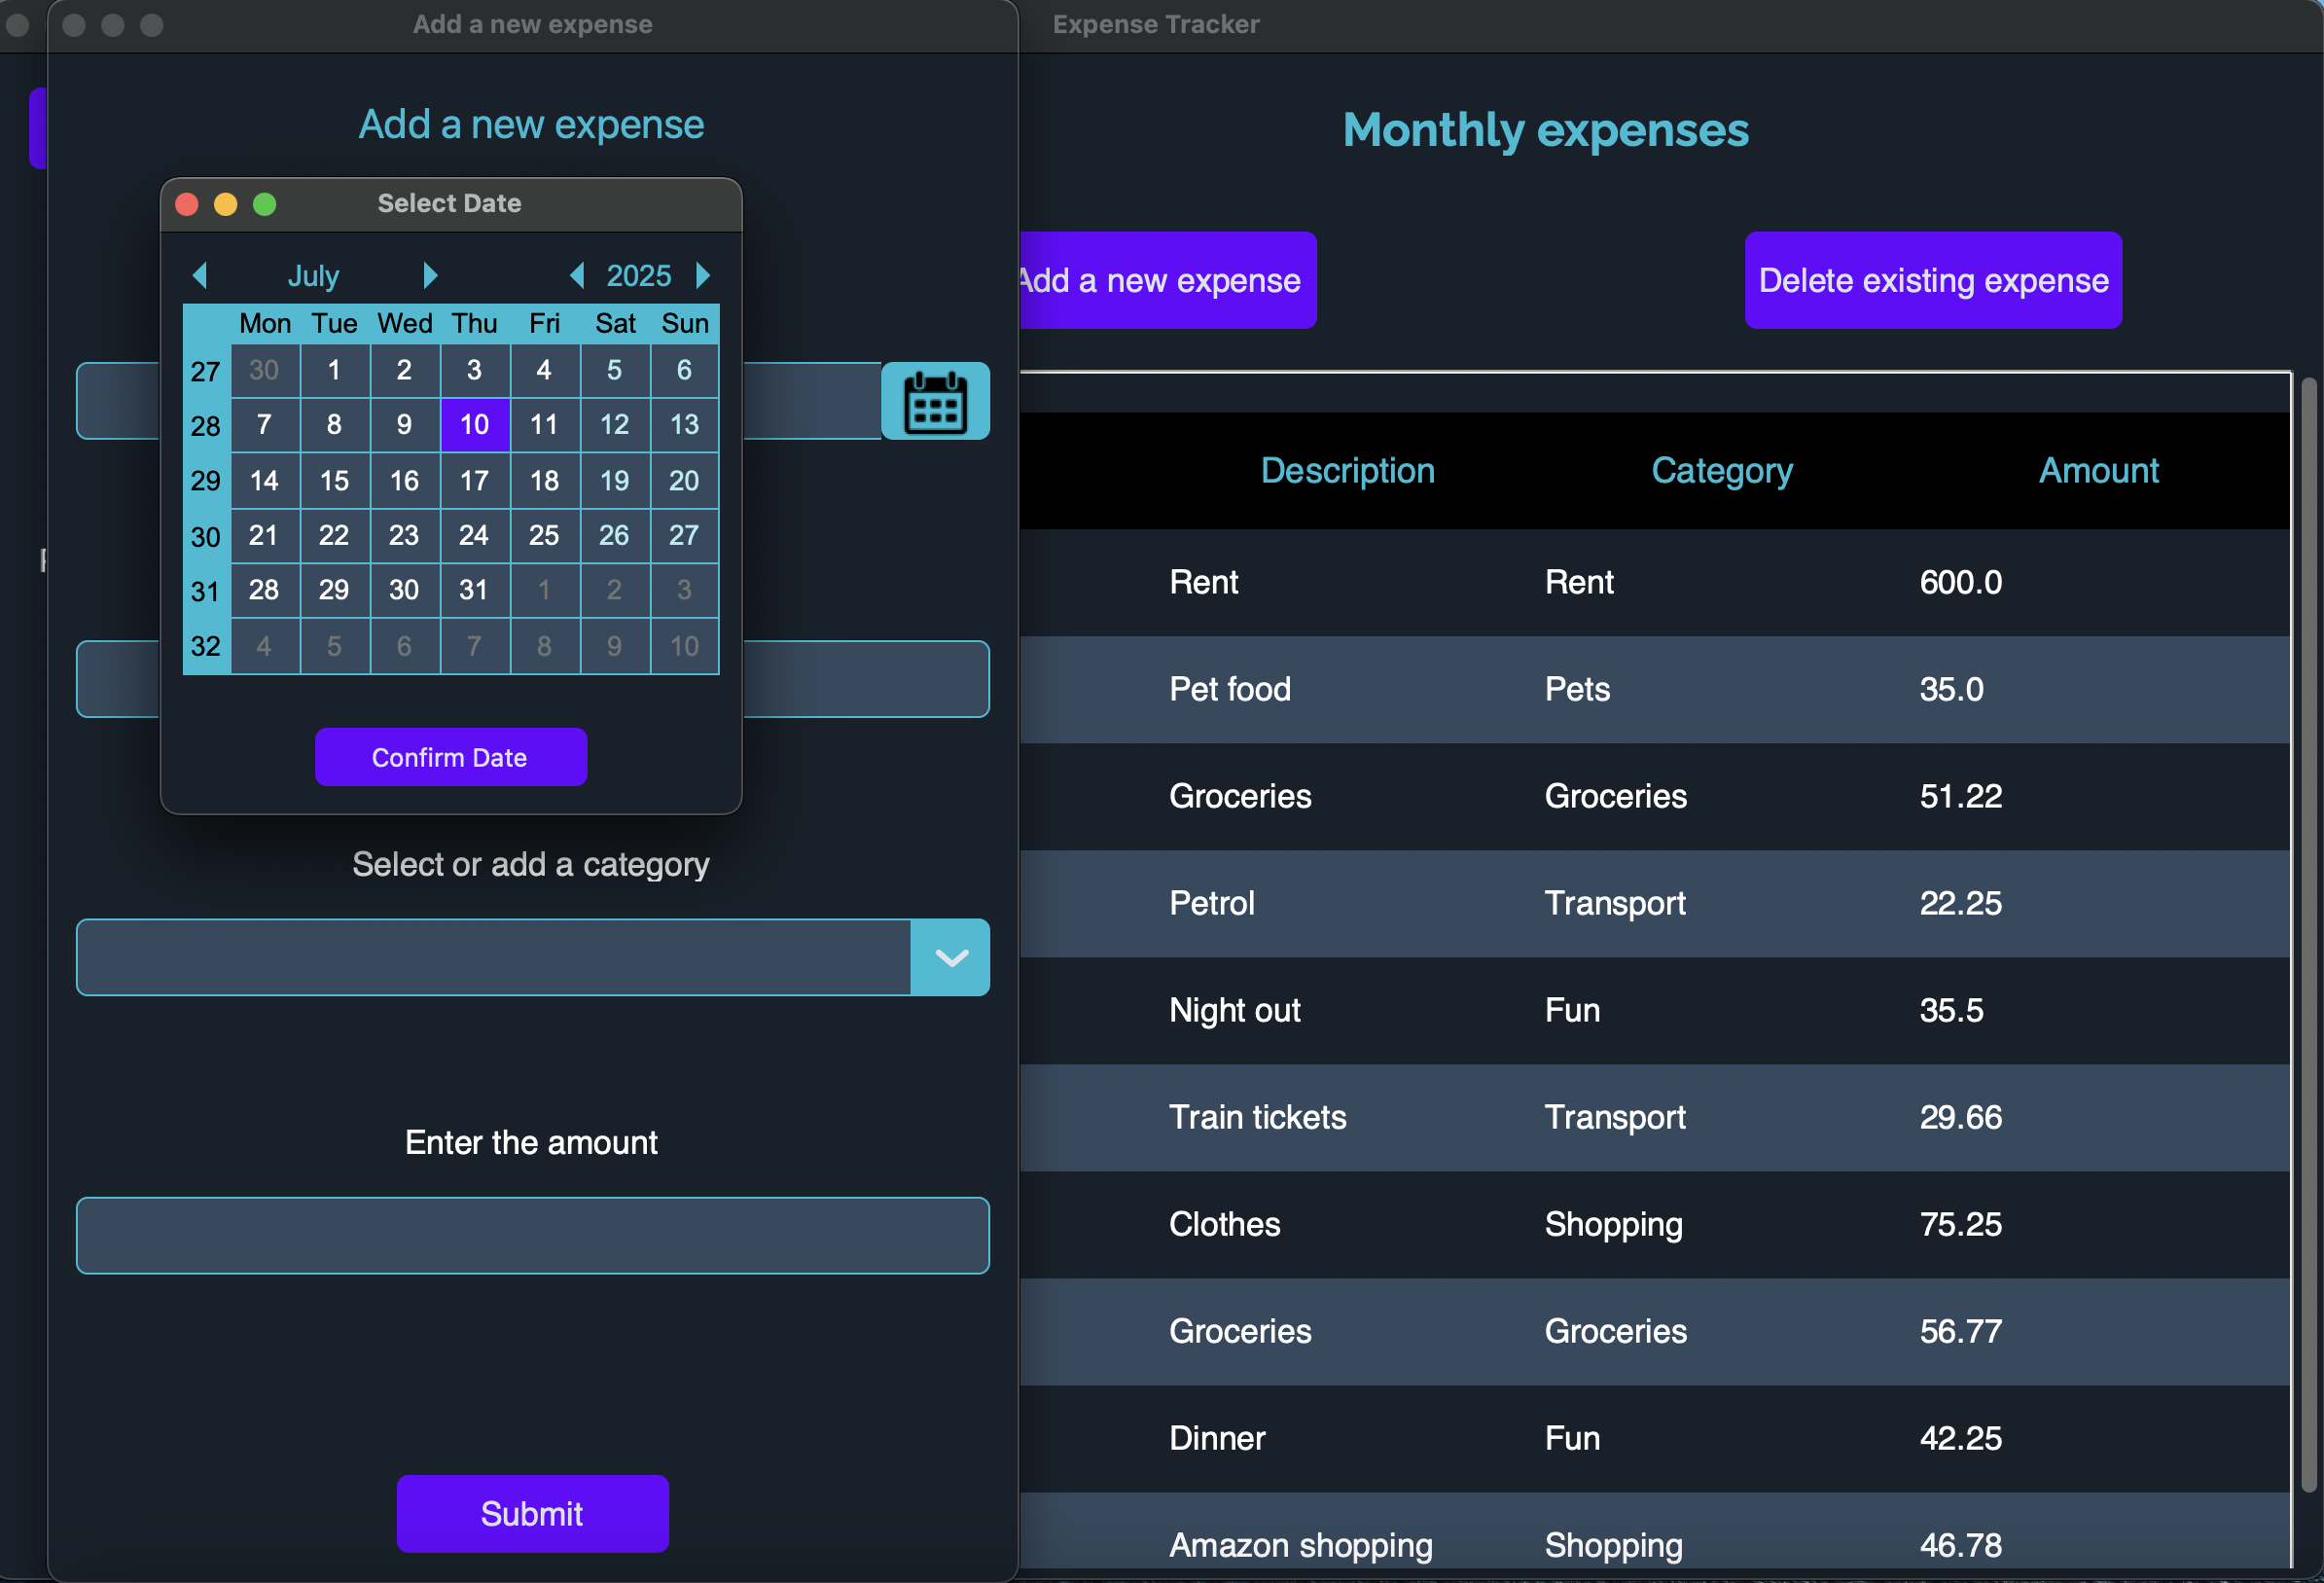 Add a new expense
Expense Tracker
Add a new expense
Monthly expenses
Select Date
July 2025
Mon Tue Wed Thu Fri Sat Sun
27 30 1 2 3 4 5 6
28 7 8 9 10 11 12 13
29 14 15 16 17 18 19 20
30 21 22 23 24 25 26 27
31 28 29 30 31 1 2 3
32 4 5 6 7 8 9 10
Confirm Date
Select or add a category
Enter the amount
Submit
Add a new expense
Delete existing expense
Description Category Amount
Rent Rent 600.0
Pet food Pets 35.0
Groceries Groceries 51.22
Petrol Transport 22.25
Night out Fun 35.5
Train tickets Transport 29.66
Clothes Shopping 75.25
Groceries Groceries 56.77
Dinner Fun 42.25
Amazon shopping Shopping 46.78